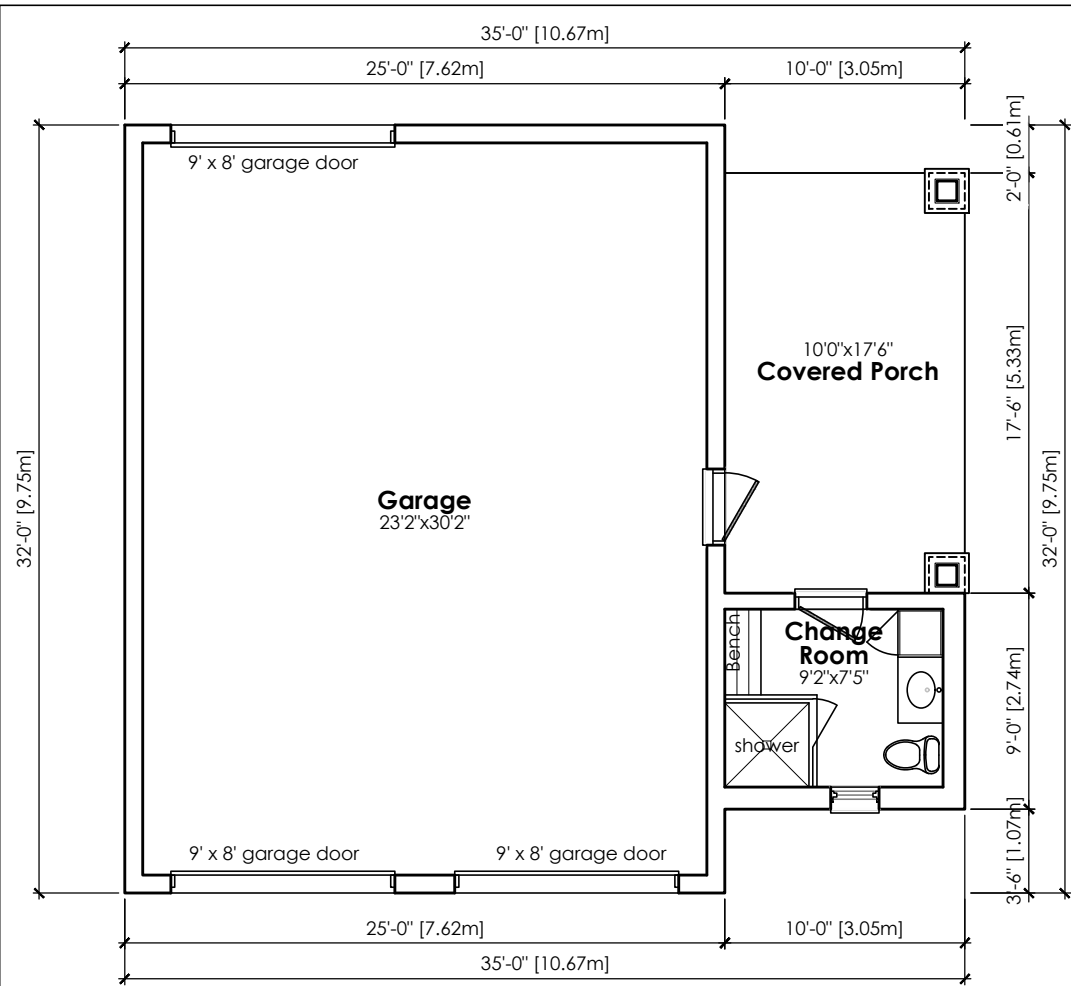 35'-0" [10.67m]
25'-0" [7.62m]
10'-0" [3.05m]
2'-0" [0.61m]
9' x 8' garage door
17'-6" [5.33m]
10'0"x17'6"
Covered Porch
32'-0" [9.75m]
32'-0" [9.75m]
Garage
23'2"x30'2"
Bench
Change
Room
9'2"x7'5"
9'-0" [2.74m]
shower
3'-6" [1.07m]
9' x 8' garage door
9' x 8' garage door
25'-0" [7.62m]
10'-0" [3.05m]
35'-0" [10.67m]